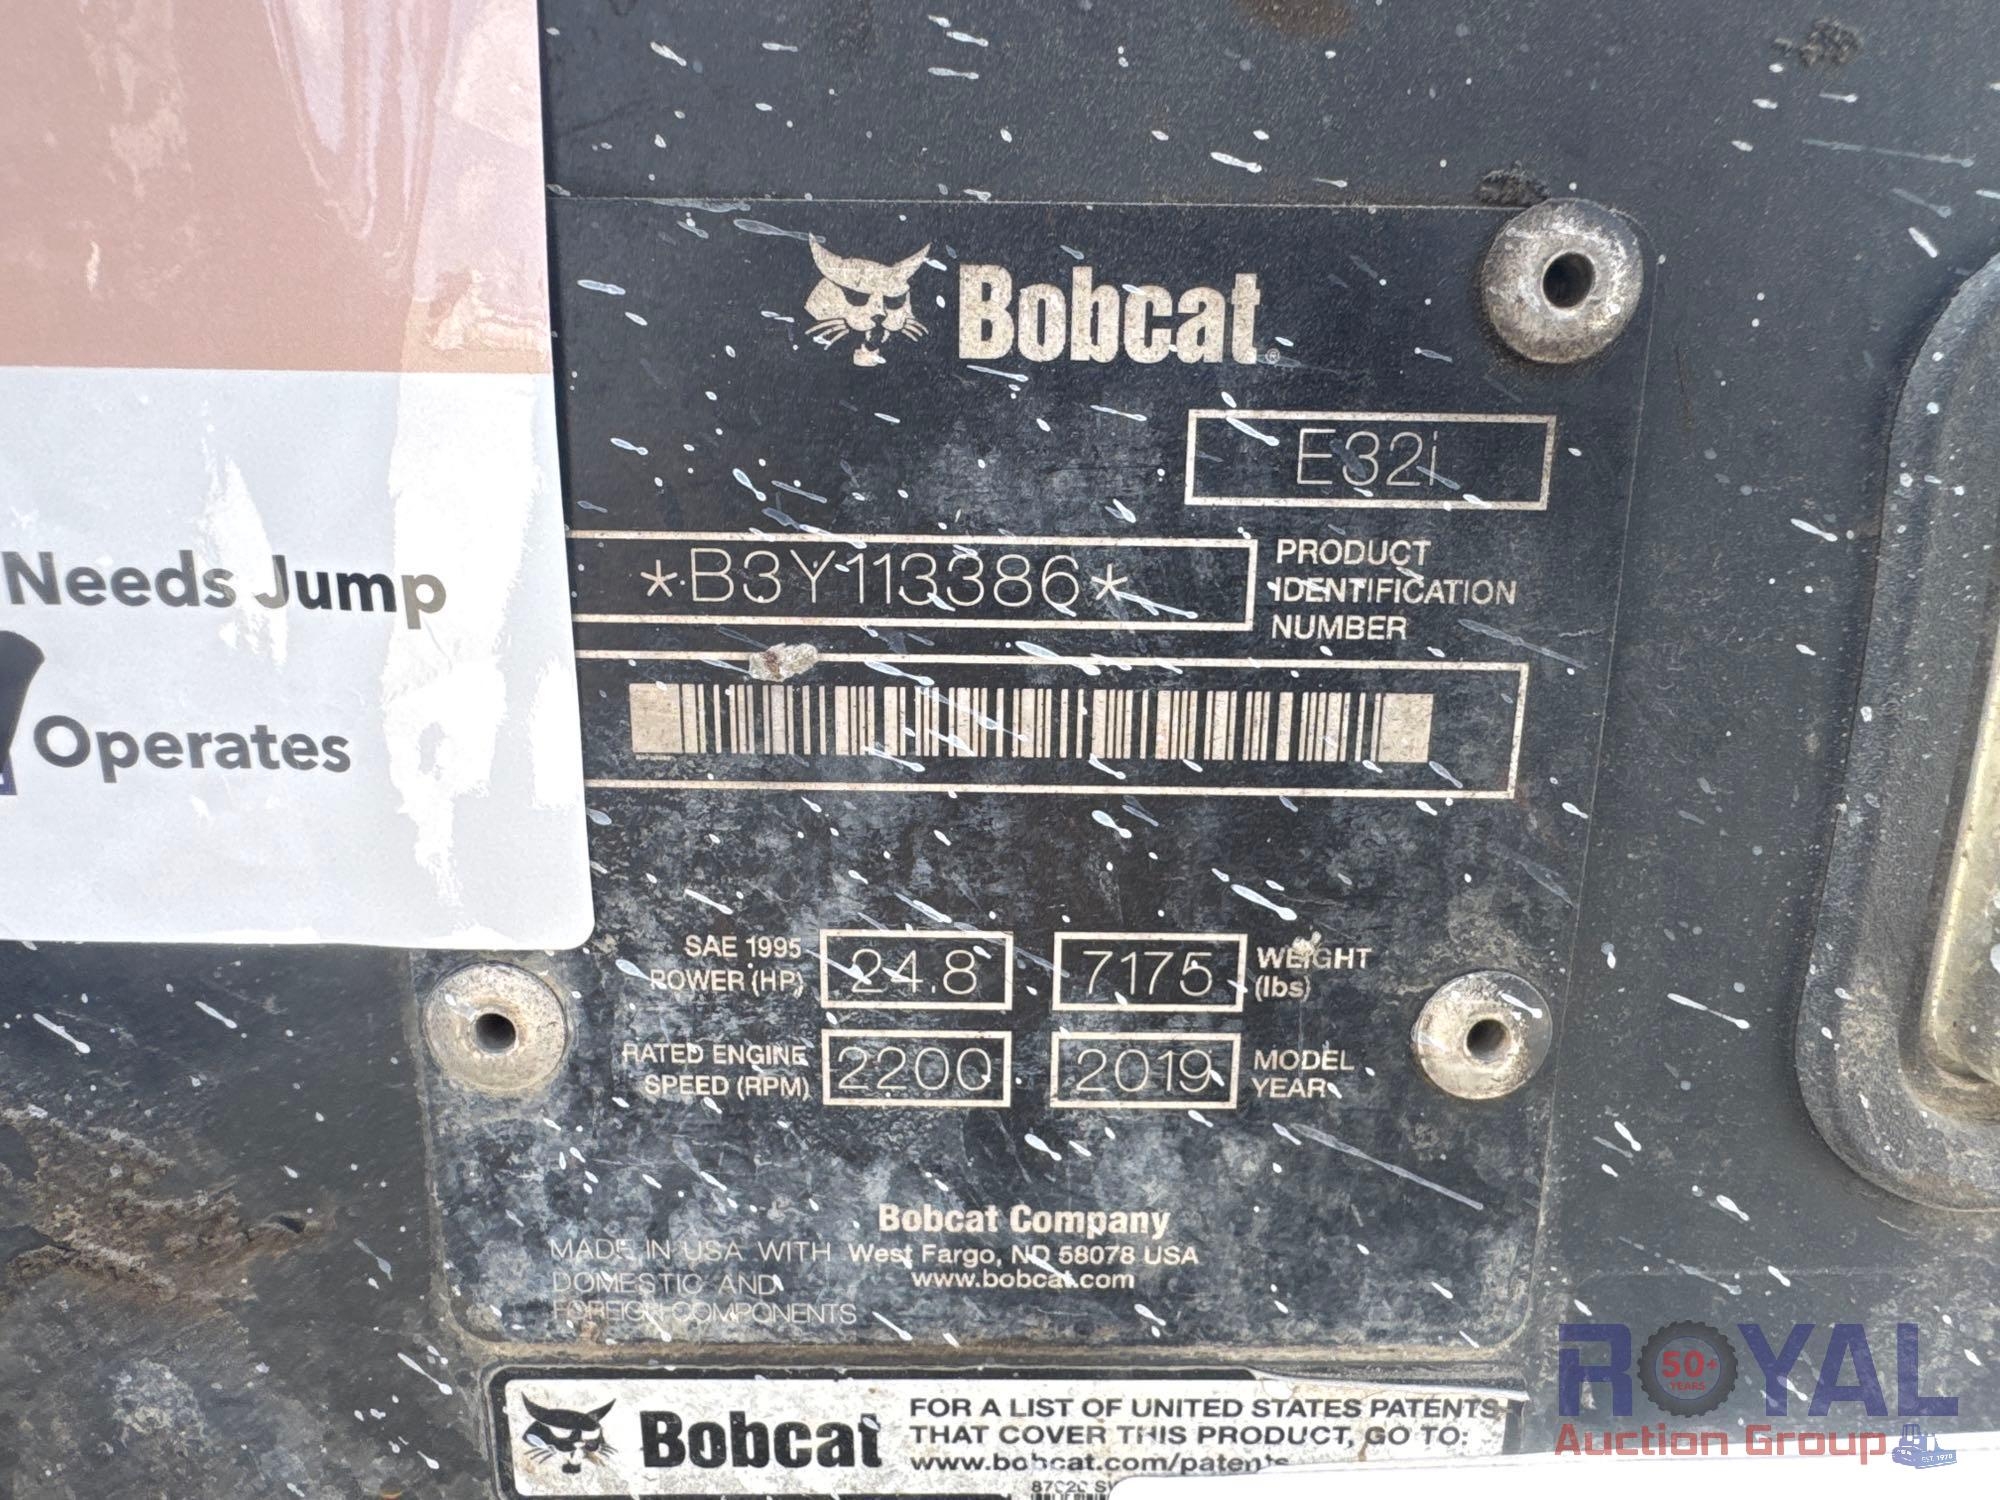 Needs Jump
Operates
Bobcat®
E32i
*B3Y113386*
PRODUCT
IDENTIFICATION
NUMBER
SAE 1995
POWER (HP)
24.8
7175
WEIGHT
(lbs)
RATED ENGINE
SPEED (RPM)
2200
2019
MODEL
YEAR
Bobcat Company
MADE IN USA WITH
West Fargo, ND 58078 USA
DOMESTIC AND
www.bobcat.com
FOREIGN COMPONENTS
Bobcat
FOR A LIST OF UNITED STATES PATENTS
THAT COVER THIS PRODUCT, GO TO:
www.bobcat.com/patents
ROYAL
50+
YEARS
Auction Group
EST. 1970